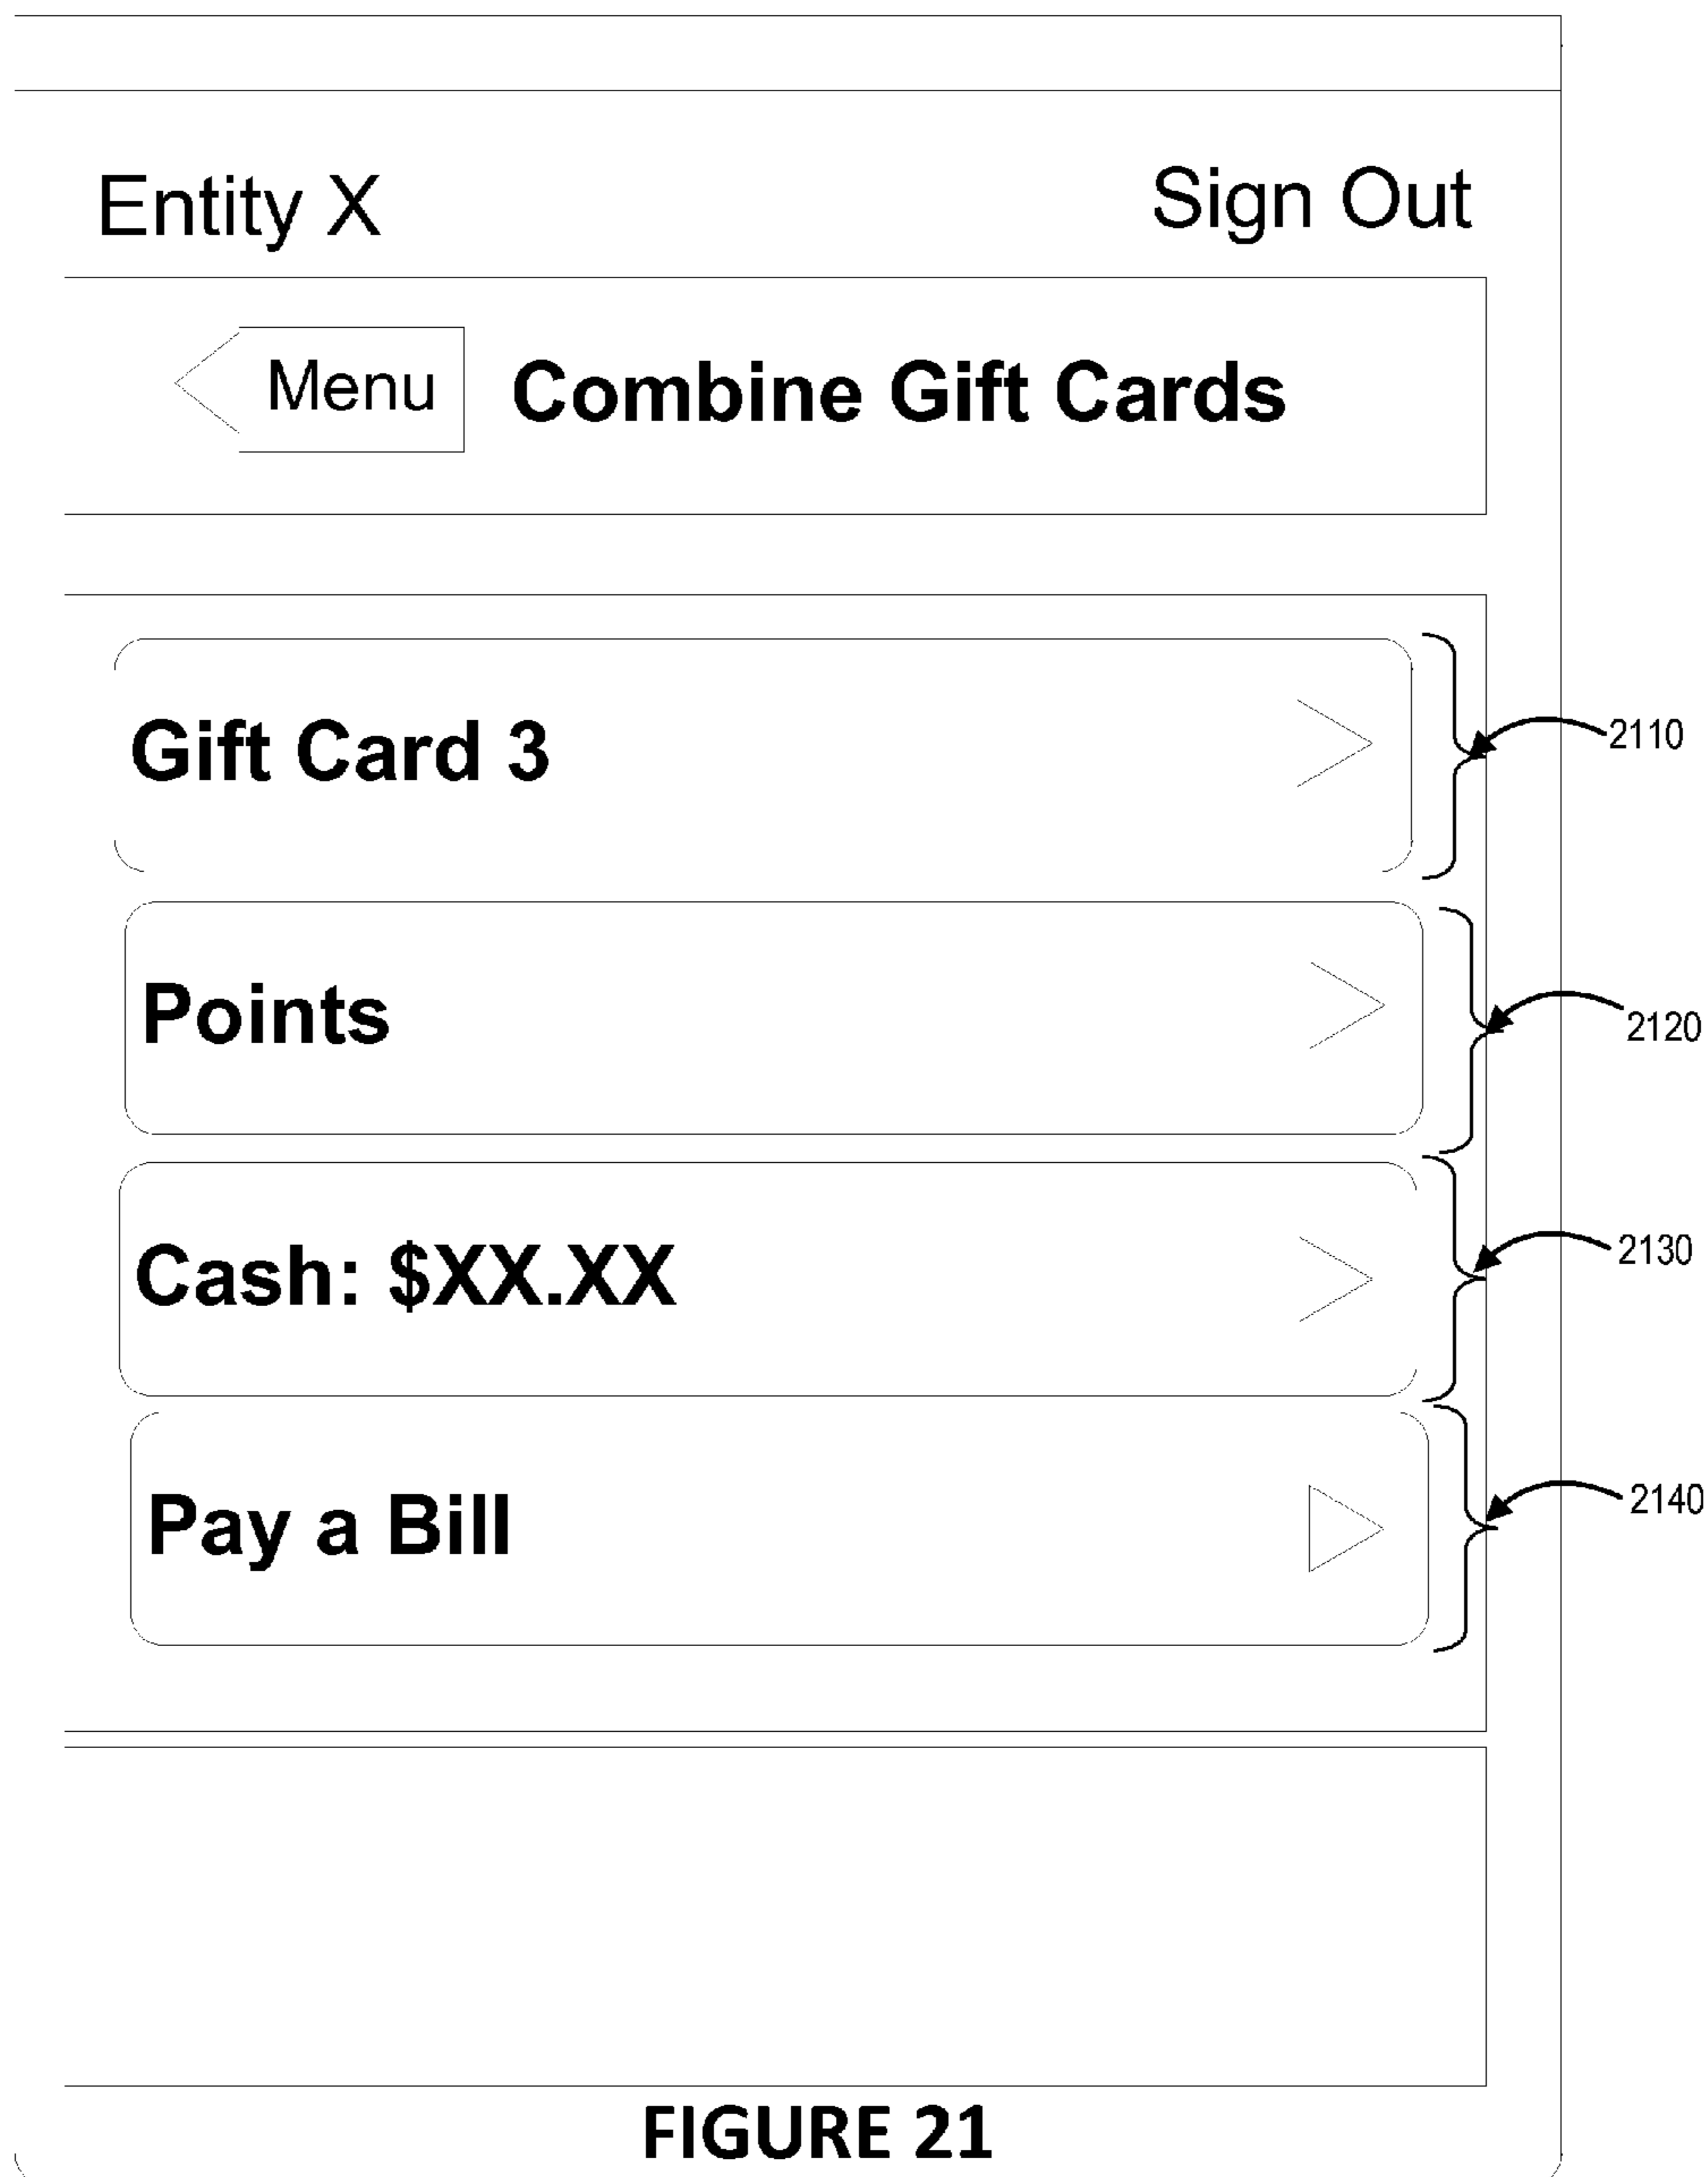 Entity X Sign Out
Menu Combine Gift Cards
Gift Card 3
2110
Points
2120
Cash: $XX.XX
2130
Pay a Bill
2140
FIGURE 21